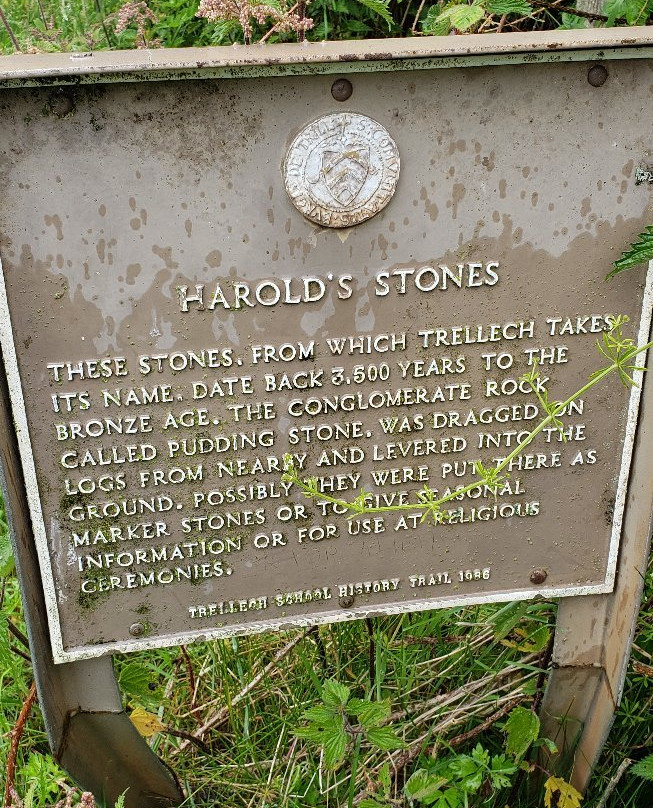 HAROLD'S STONES
THESE STONES, FROM WHICH TRELLECH TAKES
ITS NAME, DATE BACK 3,500 YEARS TO THE
BRONZE AGE. THE CONGLOMERATE ROCK
CALLED PUDDING STONE, WAS DRAGGED ON
LOGS FROM NEARBY AND LEVERED INTO THE
GROUND. POSSIBLY THEY WERE PUT THERE AS
MARKER STONES OR TO GIVE SEASONAL
INFORMATION OR FOR USE AT RELIGIOUS
CEREMONIES.
TRELLECH SCHOOL HISTORY TRAIL